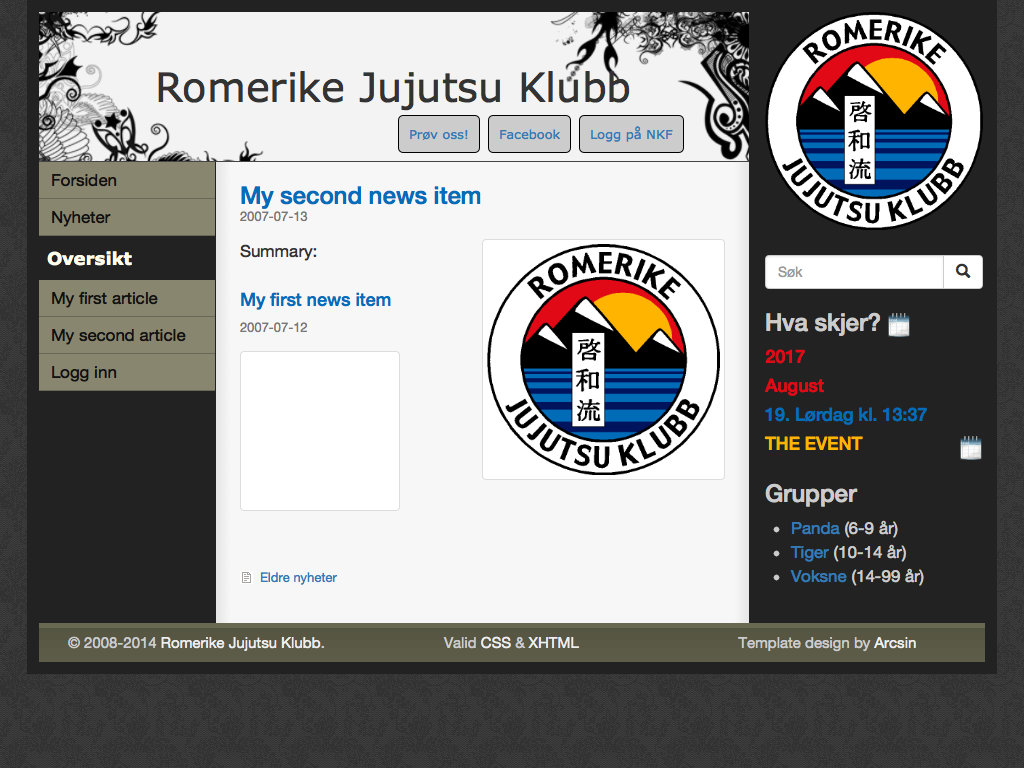 Romerike Jujutsu Klubb
Prøv oss!
Facebook
Logg på NKF
Forsiden
Nyheter
Oversikt
My first article
My second article
Logg inn
My second news item
2007-07-13
Summary:
ROMERIKE
啓
和
流
JUJUTSU KLUBB
My first news item
2007-07-12
Eldre nyheter
ROMERIKE
啓
和
流
JUJUTSU KLUBB
Søk
Hva skjer?
2017
August
19. Lørdag kl. 13:37
THE EVENT
Grupper
Panda (6-9 år)
Tiger (10-14 år)
Voksne (14-99 år)
© 2008-2014 Romerike Jujutsu Klubb.
Valid CSS & XHTML
Template design by Arcsin